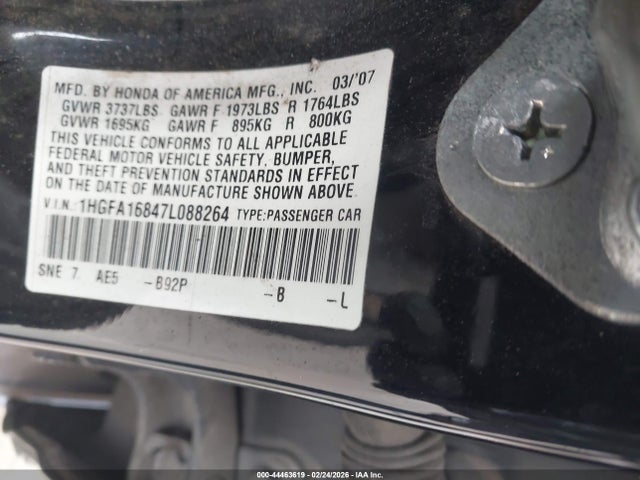 MFD. BY HONDA OF AMERICA MFG., INC. 03/'07
GVWR 3737LBS GAWR F 1973LBS R 1764LBS
GVWR 1695KG GAWR F 895KG R 800KG
THIS VEHICLE CONFORMS TO ALL APPLICABLE
FEDERAL MOTOR VEHICLE SAFETY, BUMPER,
AND THEFT PREVENTION STANDARDS IN EFFECT
ON THE DATE OF MANUFACTURE SHOWN ABOVE.
V.I.N.: 1HGFA16847L088264 TYPE:PASSENGER CAR
SNE 7 AE5 -B92P -B -L
000-44463619 - 02/24/2026 - IAA Inc.